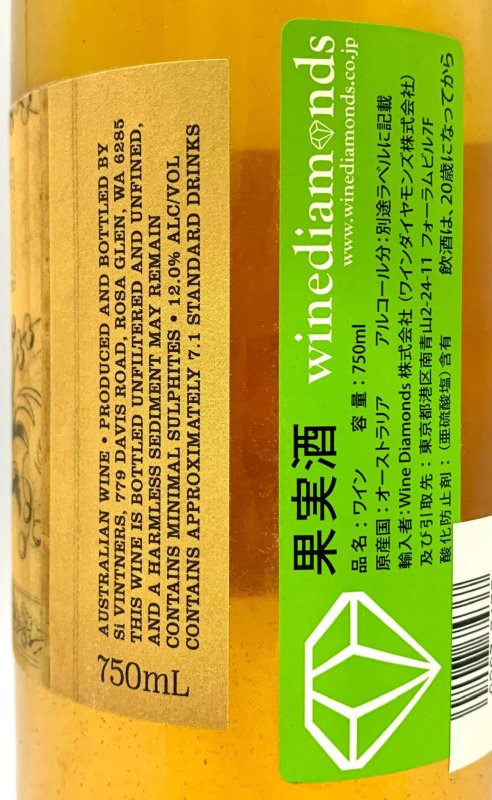 AUSTRALIAN WINE • PRODUCED AND BOTTLED BY
Si VINTNERS, 779 DAVIS ROAD, ROSA GLEN, WA 6285
THIS WINE IS BOTTLED UNFILTERED AND UNFINED,
AND A HARMLESS SEDIMENT MAY REMAIN
CONTAINS MINIMAL SULPHITES • 12.0% ALC/VOL
CONTAINS APPROXIMATELY 7.1 STANDARD DRINKS
750mL
winediamonds
www.winediamonds.co.jp
果実酒
品名：ワイン 容量：750ml
原産国：オーストラリア アルコール分：別途ラベルに記載
輸入者：Wine Diamonds 株式会社（ワインダイヤモンズ株式会社）
及び引取先：東京都港区南青山2-24-11 フォーラムビル7F
酸化防止剤：（亜硫酸塩）含有 飲酒は、20歳になってから